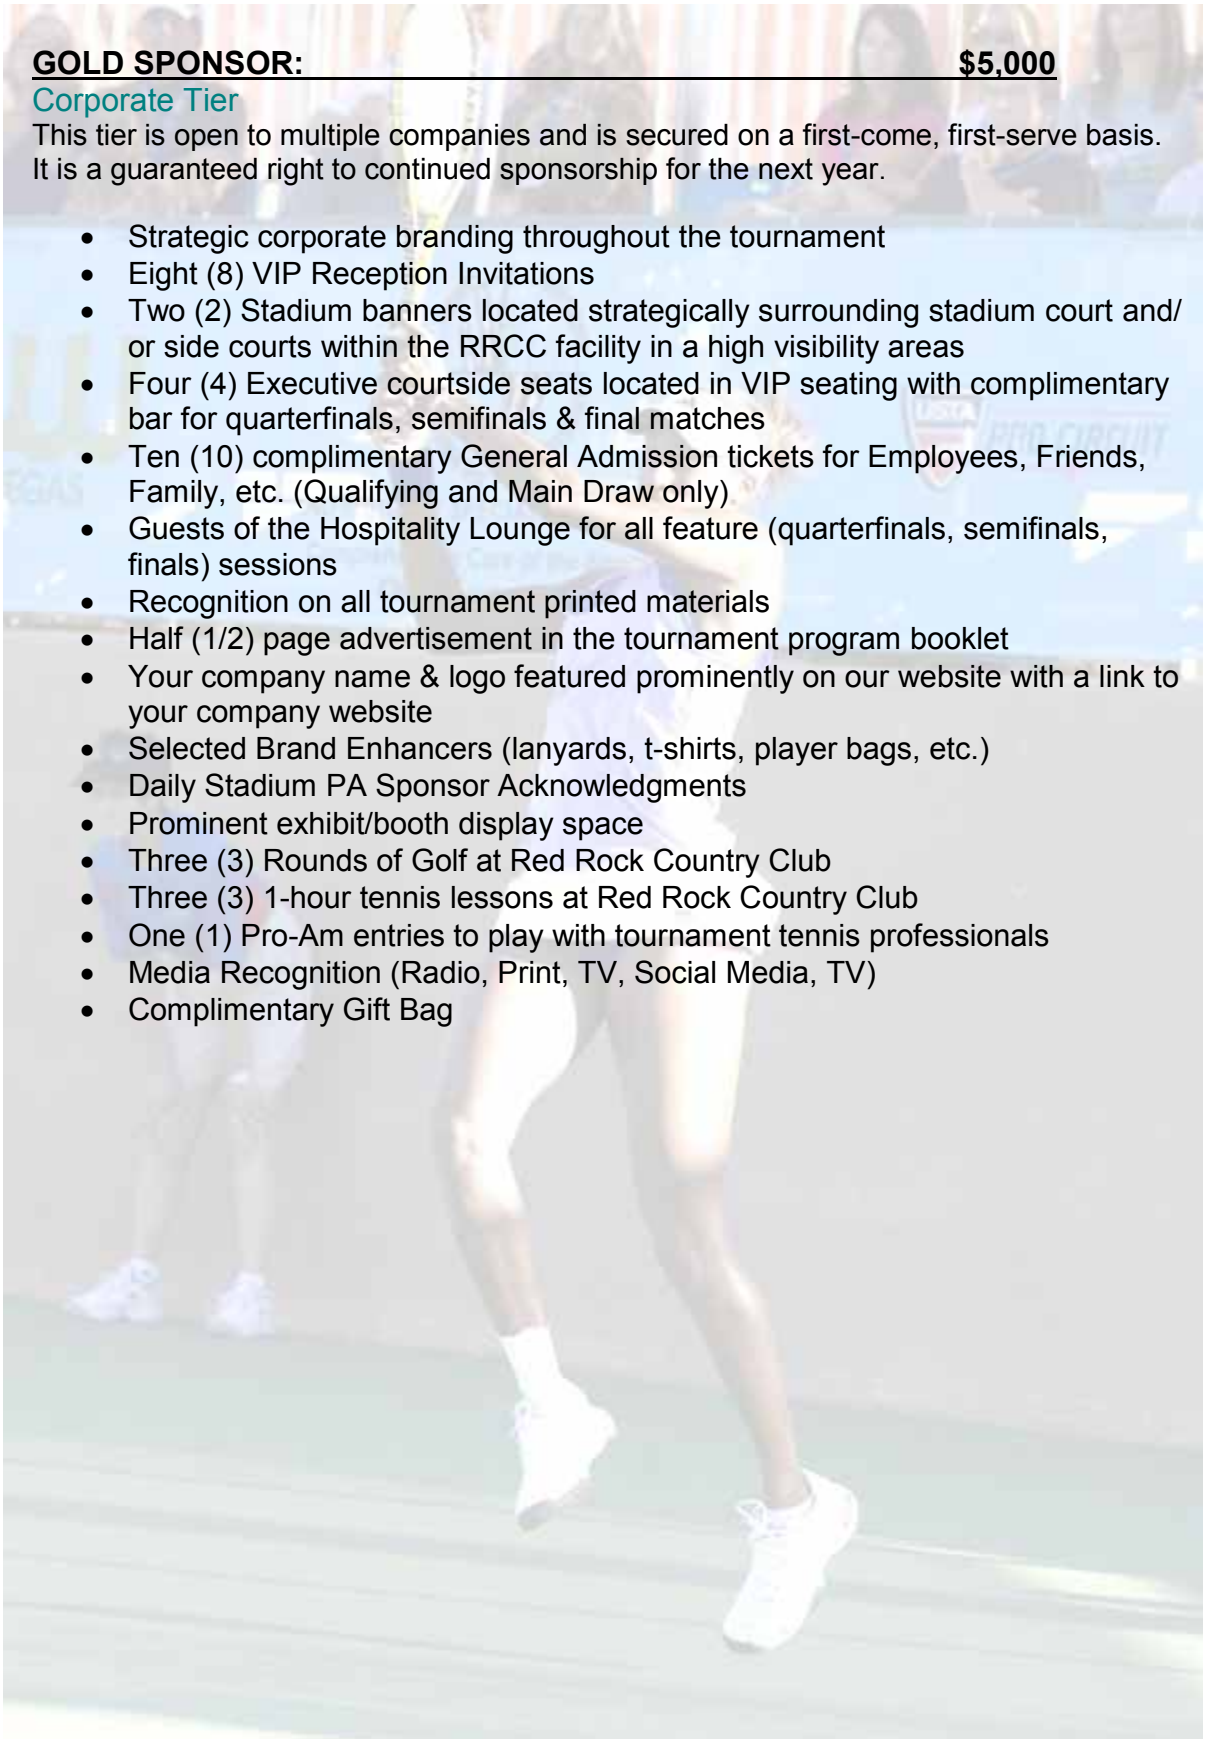 GOLD SPONSOR: $5,000
Corporate Tier
This tier is open to multiple companies and is secured on a first-come, first-serve basis.
It is a guaranteed right to continued sponsorship for the next year.
• Strategic corporate branding throughout the tournament
• Eight (8) VIP Reception Invitations
• Two (2) Stadium banners located strategically surrounding stadium court and/
or side courts within the RRCC facility in a high visibility areas
• Four (4) Executive courtside seats located in VIP seating with complimentary
bar for quarterfinals, semifinals & final matches
• Ten (10) complimentary General Admission tickets for Employees, Friends,
Family, etc. (Qualifying and Main Draw only)
• Guests of the Hospitality Lounge for all feature (quarterfinals, semifinals,
finals) sessions
• Recognition on all tournament printed materials
• Half (1/2) page advertisement in the tournament program booklet
• Your company name & logo featured prominently on our website with a link to
your company website
• Selected Brand Enhancers (lanyards, t-shirts, player bags, etc.)
• Daily Stadium PA Sponsor Acknowledgments
• Prominent exhibit/booth display space
• Three (3) Rounds of Golf at Red Rock Country Club
• Three (3) 1-hour tennis lessons at Red Rock Country Club
• One (1) Pro-Am entries to play with tournament tennis professionals
• Media Recognition (Radio, Print, TV, Social Media, TV)
• Complimentary Gift Bag
USTA
PRO CIRCUIT
EGAS